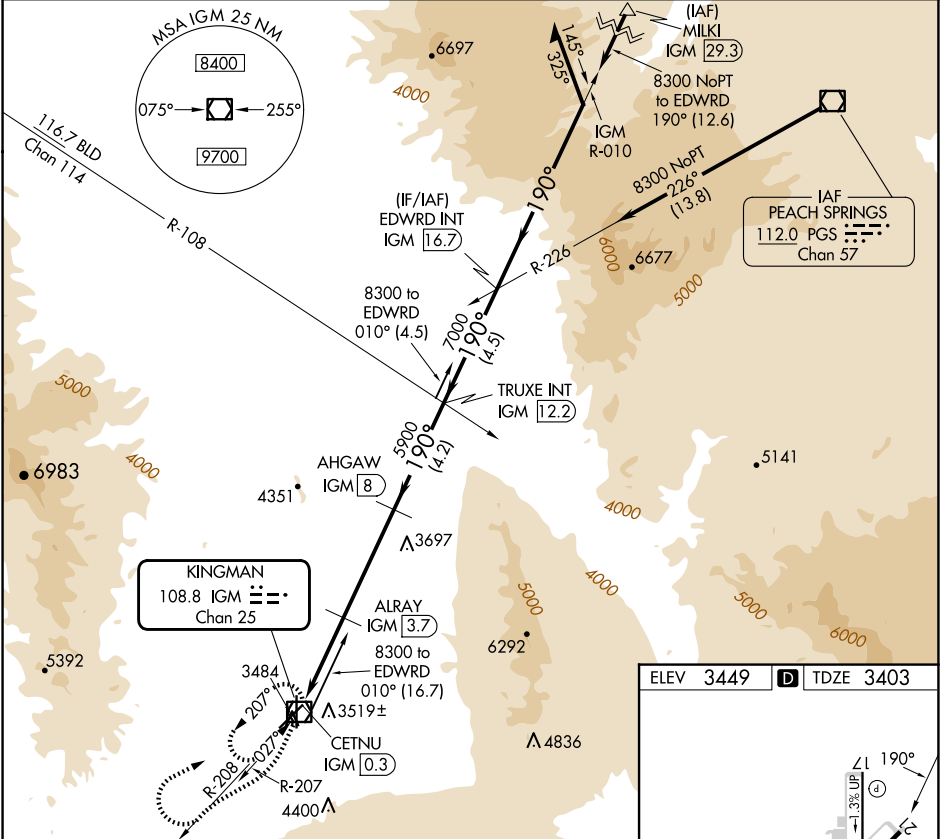 MSA IGM 25 NM
8400
075°
255°
9700
6697
4000
145°
325°
(IAF)
MILKI
IGM 29.3
8300 NoPT
to EDWRD
190° (12.6)
IGM
R-010
116.7 BLD
Chan 114
R-108
190°
8300 NoPT
226°
(13.8)
R-226
IAF
PEACH SPRINGS
112.0 PGS
Chan 57
(IF/IAF)
EDWRD INT
IGM 16.7
6000
6677
5000
8300 to
EDWRD
010° (4.5)
7000
190°
(4.5)
TRUXE INT
IGM 12.2
5000
6983
4000
5900
190°
(4.2)
AHGAW
IGM 8
4351
5141
4000
3697
KINGMAN
108.8 IGM
Chan 25
ALRAY
IGM 3.7
8300 to
EDWRD
010° (16.7)
5000
4000
6292
5000
6000
5392
3484
207°
027°
R-208
R-207
3519±
CETNU
IGM 0.3
4400
4836
ELEV 3449 D TDZE 3403
17
190°
1.3% UP
P
21